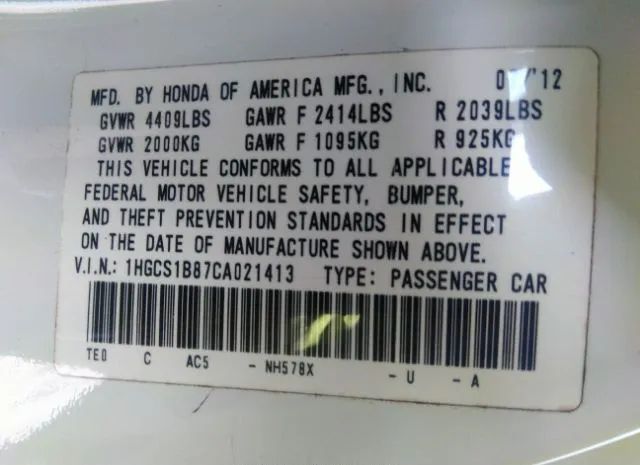 MFD. BY HONDA OF AMERICA MFG., INC. /12
GVWR 4409LBS GAWR F 2414LBS R 2039LBS
GVWR 2000KG GAWR F 1095KG R 925KG
THIS VEHICLE CONFORMS TO ALL APPLICABLE
FEDERAL MOTOR VEHICLE SAFETY, BUMPER,
AND THEFT PREVENTION STANDARDS IN EFFECT
ON THE DATE OF MANUFACTURE SHOWN ABOVE.
V.I.N.: 1HGCS1B87CA021413 TYPE: PASSENGER CAR
TE0 C AC5 - NH578X - U - A